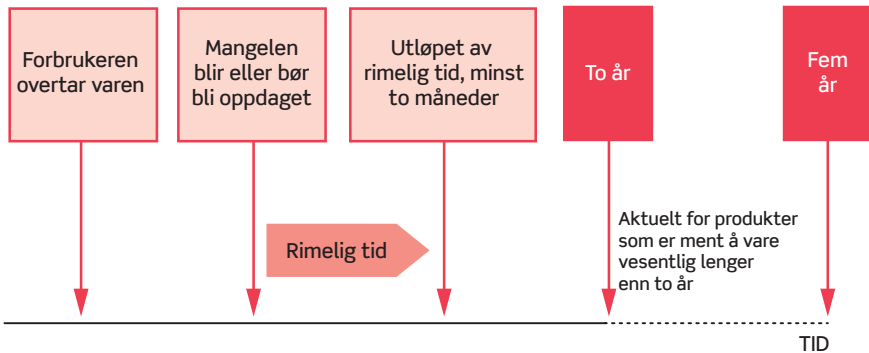 Forbrukeren
overtar varen
Mangelen
blir eller bør
bli oppdaget
Utløpet av
rimelig tid, minst
to måneder
To år
Fem
år
Rimelig tid
Aktuelt for produkter
som er ment å vare
vesentlig lenger
enn to år
TID